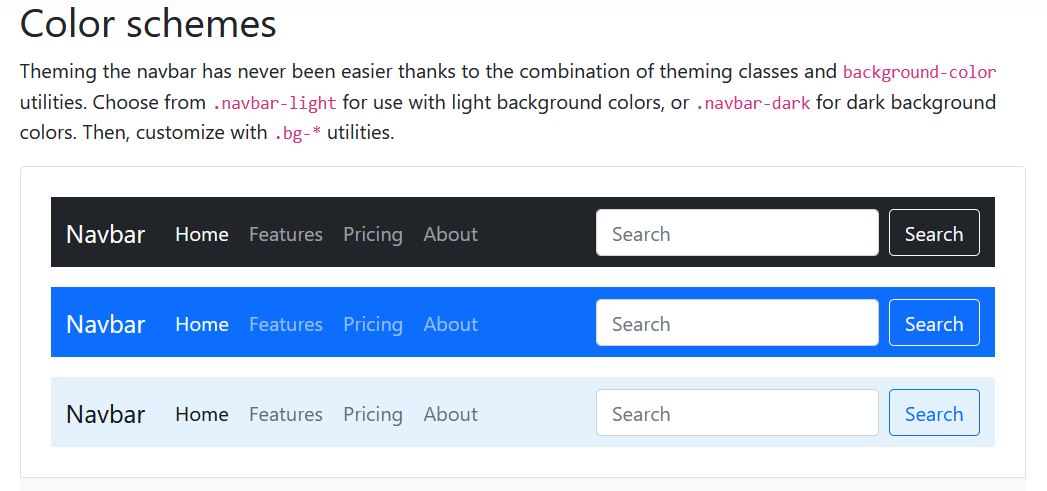 Color schemes
Theming the navbar has never been easier thanks to the combination of theming classes and background-color
utilities. Choose from .navbar-light for use with light background colors, or .navbar-dark for dark background
colors. Then, customize with .bg-* utilities.
Navbar Home Features Pricing About Search Search
Navbar Home Features Pricing About Search Search
Navbar Home Features Pricing About Search Search